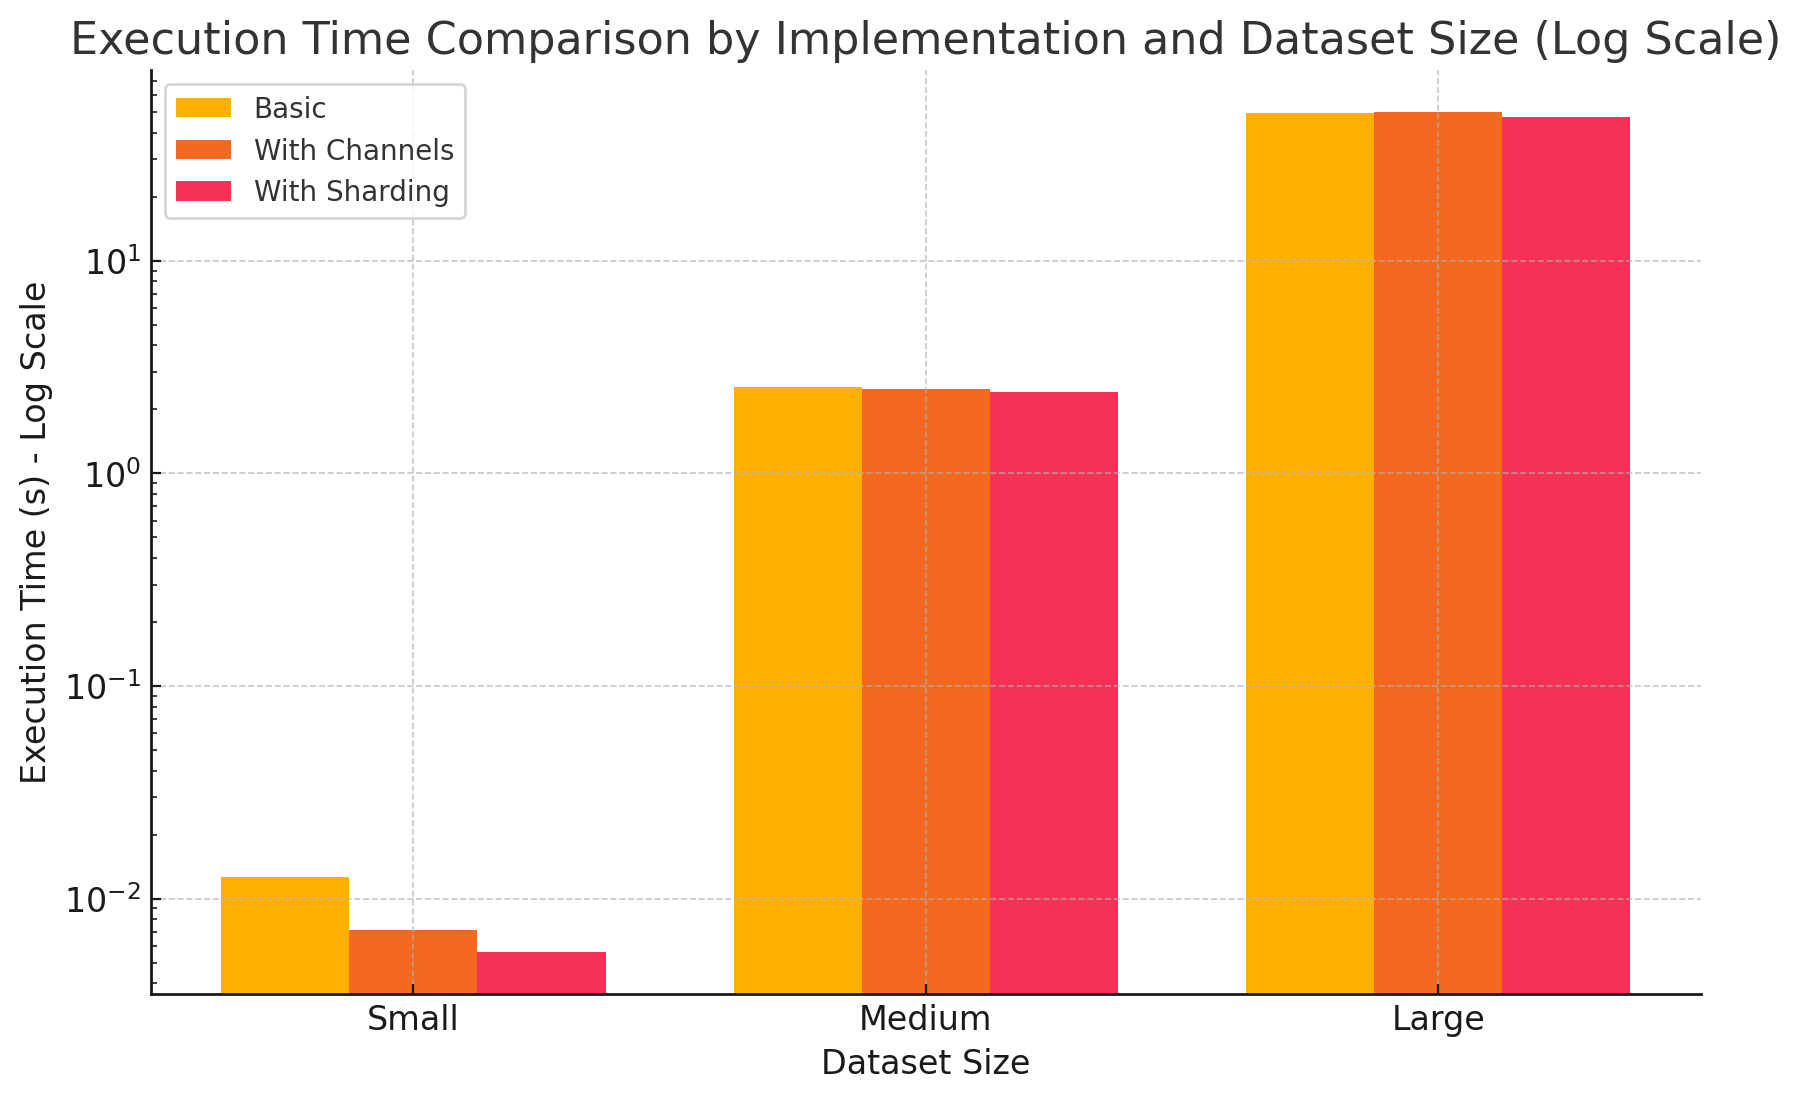 Execution Time Comparison by Implementation and Dataset Size (Log Scale)
Basic
With Channels
With Sharding
Execution Time (s) - Log Scale
10¹
10⁰
10⁻¹
10⁻²
Small Medium Large
Dataset Size